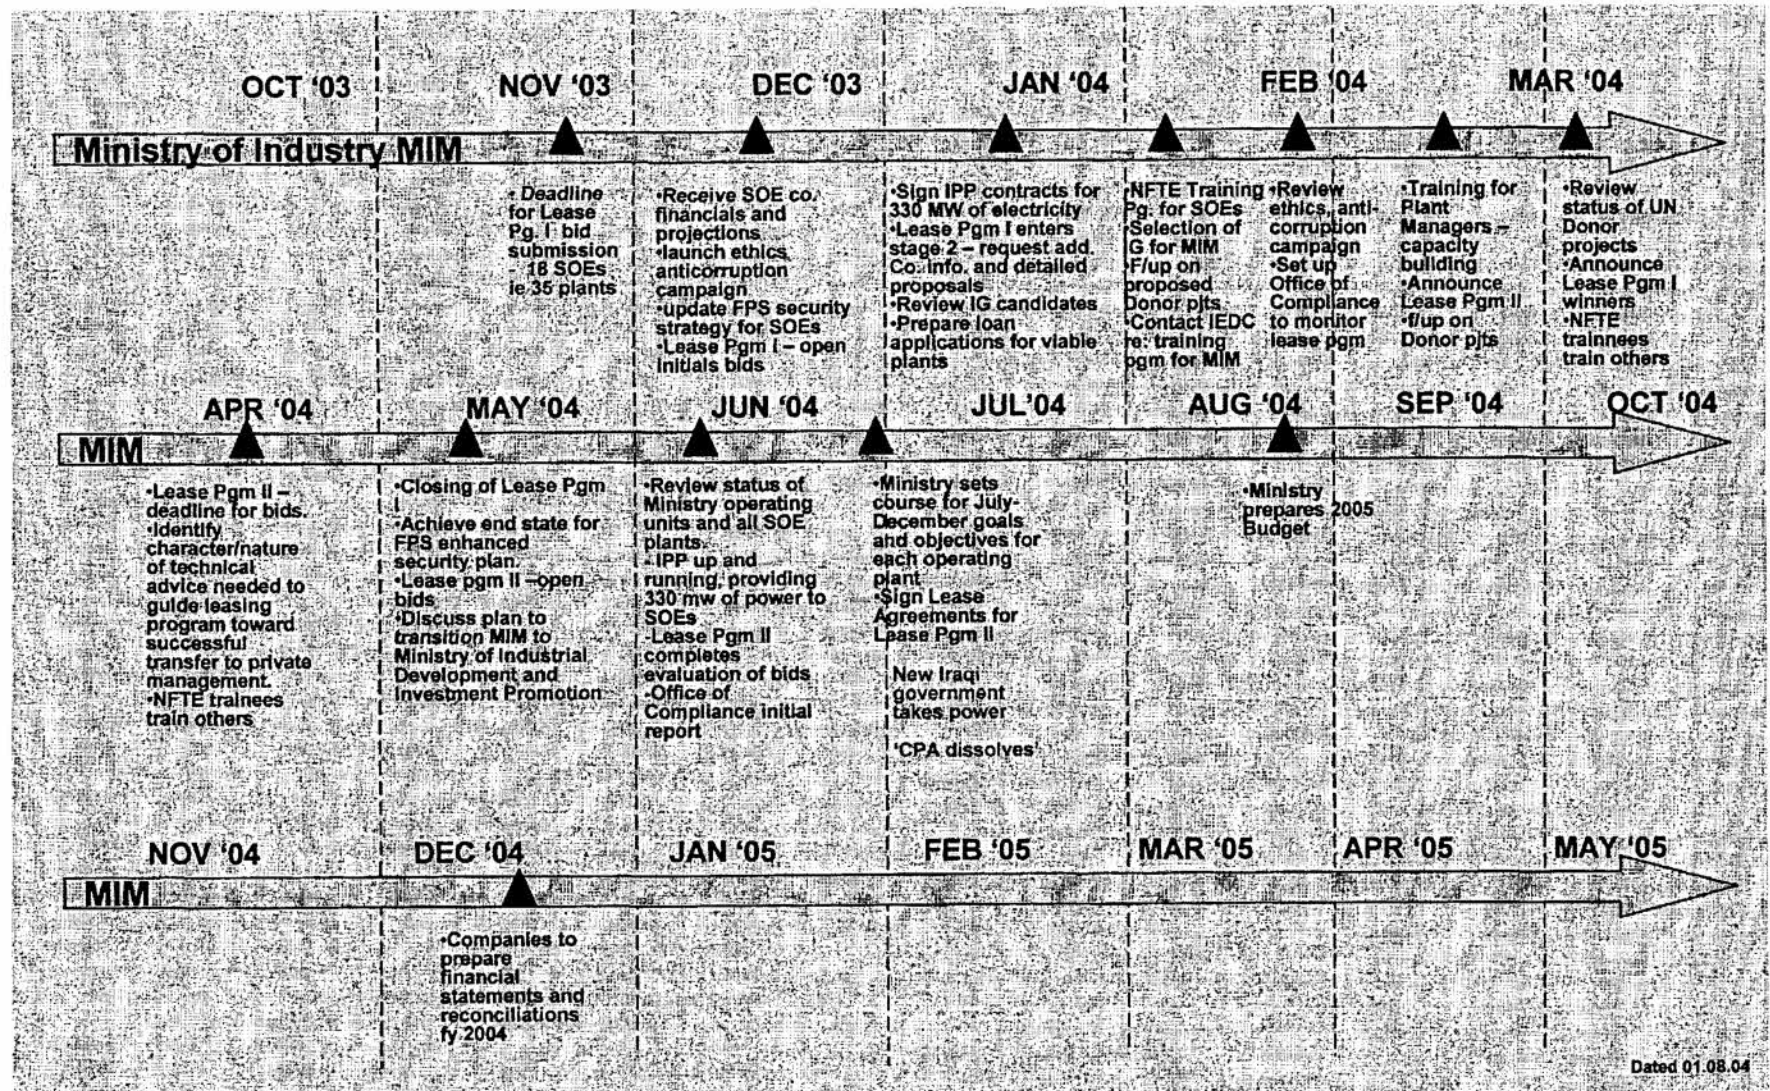 OCT '03
NOV '03
DEC '03
JAN '04
FEB '04
MAR '04
Ministry of Industry MIM
• Deadline
for Lease
Pg. I bid
submission
- 18 SOEs
ie 35 plants
•Receive SOE co.
financials and
projections
•launch ethics
anticorruption
campaign
•update FPS security
strategy for SOEs
•Lease Pgm I – open
initials bids
•Sign IPP contracts for
330 MW of electricity
•Lease Pgm I enters
stage 2 – request add.
Co. info. and detailed
proposals
•Review IG candidates
•Prepare loan
applications for viable
plants
•NFTE Training
Pg. for SOEs
•Selection of
IG for MIM
•F/up on
proposed
Donor pjts
•Contact IEDC
re: training
pgm for MIM
•Review
ethics, anti-
corruption
campaign
•Set up
Office of
Compliance
to monitor
lease pgm
•Training for
Plant
Managers –
capacity
building
•Announce
Lease Pgm II
•f/up on
Donor pjts
•Review
status of UN
Donor
projects
•Announce
Lease Pgm I
winners
•NFTE
trainnees
train others
APR '04
MAY '04
JUN '04
JUL'04
AUG '04
SEP '04
OCT '04
MIM
•Lease Pgm II –
deadline for bids.
•Identify
character/nature
of technical
advice needed to
guide leasing
program toward
successful
transfer to private
management.
•NFTE trainees
train others
•Closing of Lease Pgm
I
•Achieve end state for
FPS enhanced
security plan.
•Lease pgm II –open
bids
•Discuss plan to
transition MIM to
Ministry of Industrial
Development and
Investment Promotion
•Review status of
Ministry operating
units and all SOE
plants.
- IPP up and
running, providing
330 mw of power to
SOEs
-Lease Pgm II
completes
evaluation of bids
-Office of
Compliance initial
report
•Ministry sets
course for July-
December goals
and objectives for
each operating
plant
•Sign Lease
Agreements for
Lease Pgm II
New Iraqi
government
takes power
'CPA dissolves'
•Ministry
prepares 2005
Budget
NOV '04
DEC '04
JAN '05
FEB '05
MAR '05
APR '05
MAY '05
MIM
•Companies to
prepare
financial
statements and
reconciliations
fy 2004
Dated 01.08.04